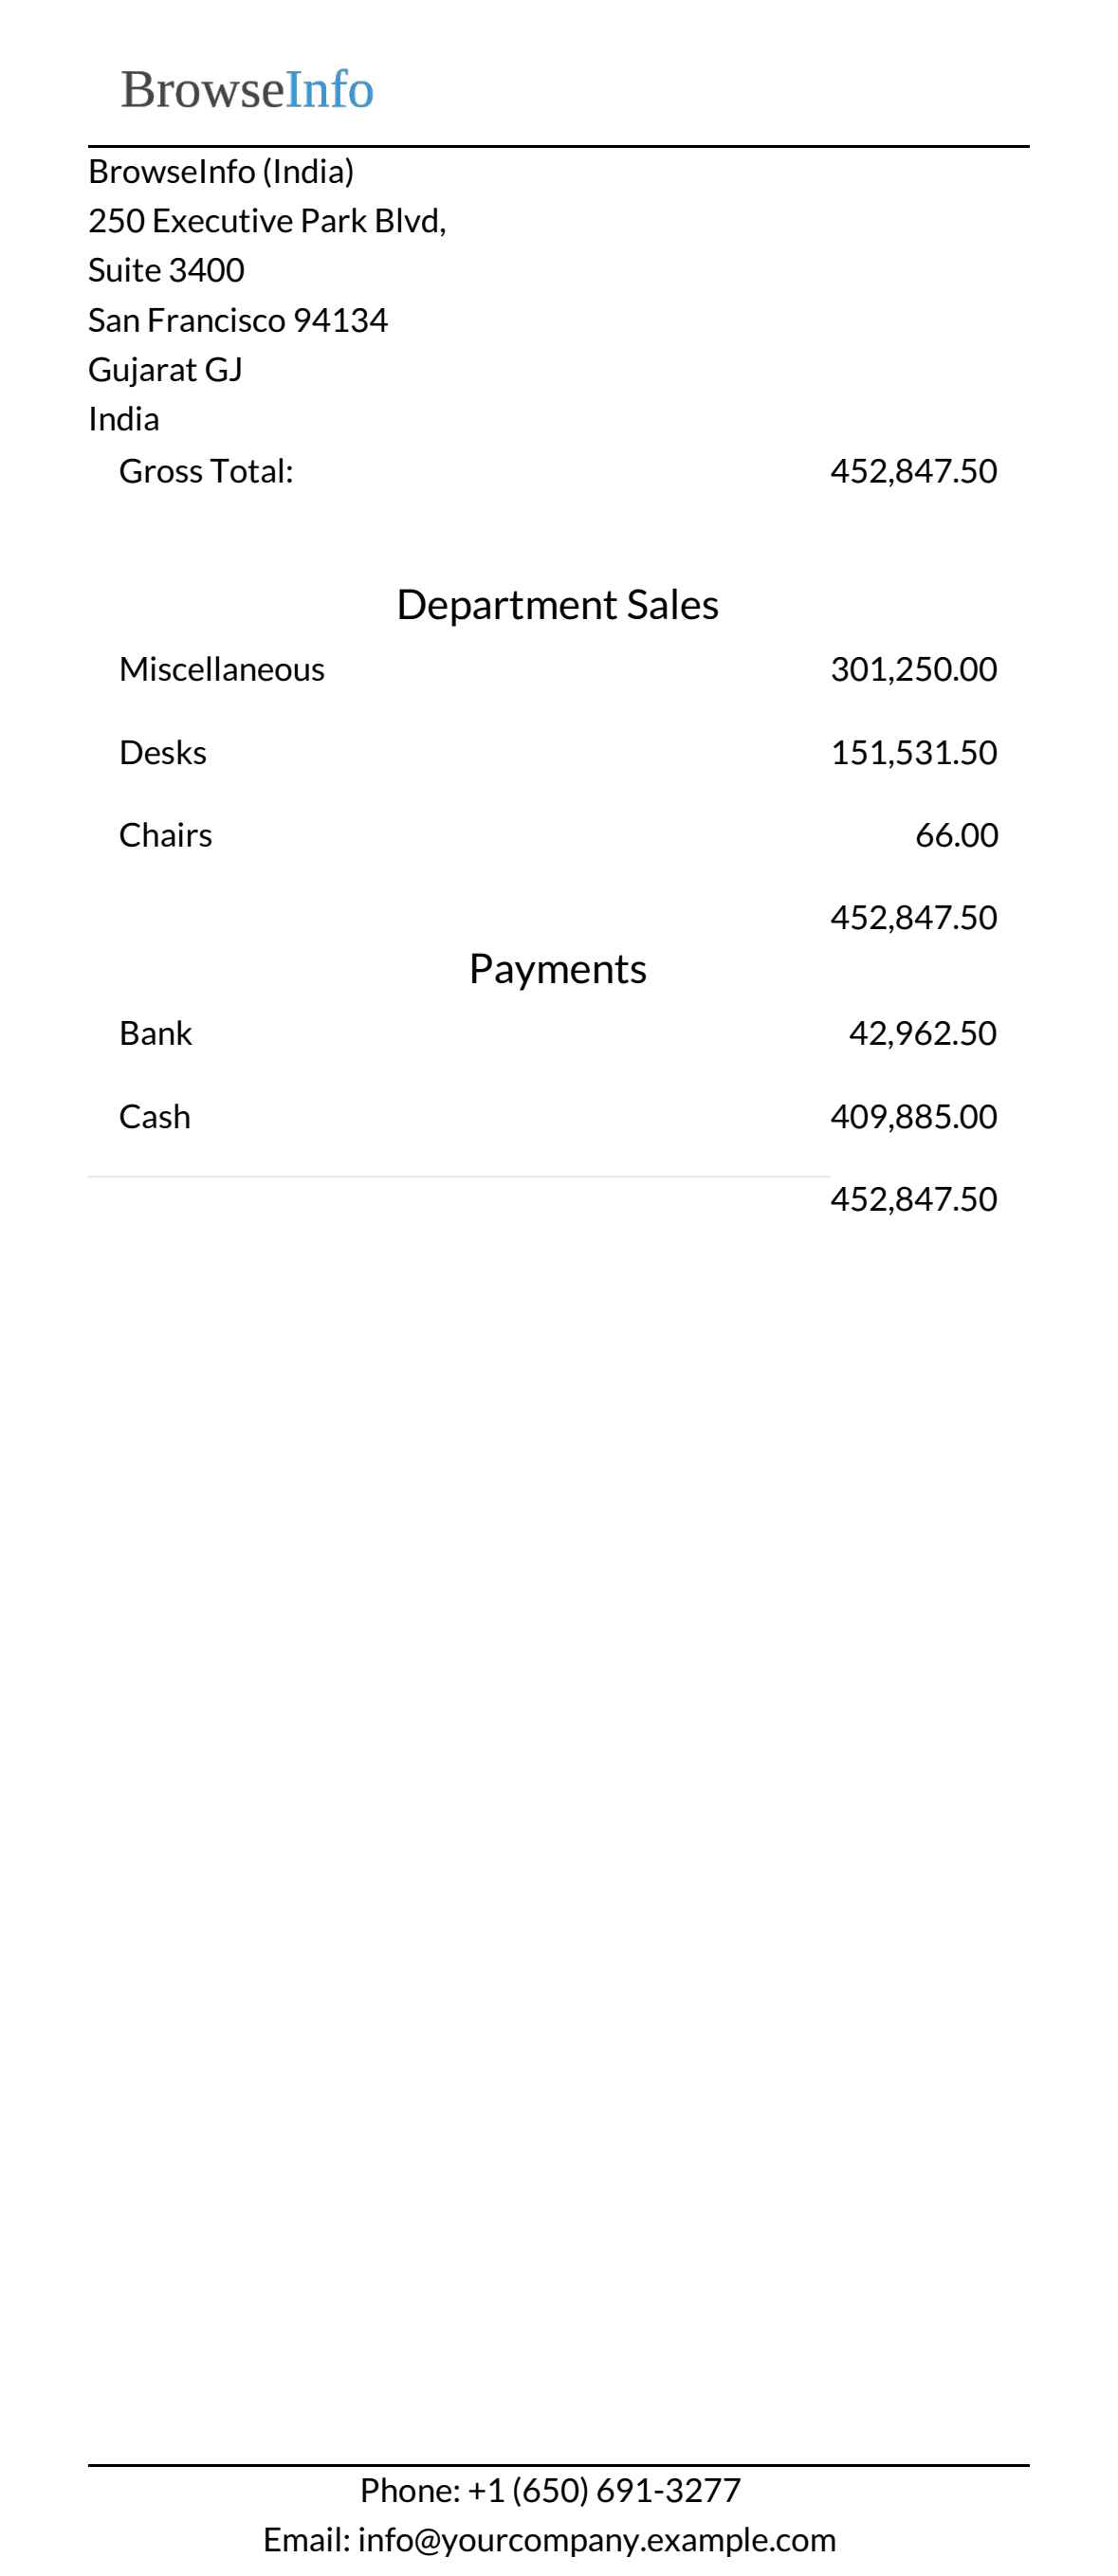 BrowseInfo
BrowseInfo (India)
250 Executive Park Blvd,
Suite 3400
San Francisco 94134
Gujarat GJ
India
Gross Total: 452,847.50
Department Sales
Miscellaneous 301,250.00
Desks 151,531.50
Chairs 66.00
452,847.50
Payments
Bank 42,962.50
Cash 409,885.00
452,847.50
Phone: +1 (650) 691-3277
Email: info@yourcompany.example.com